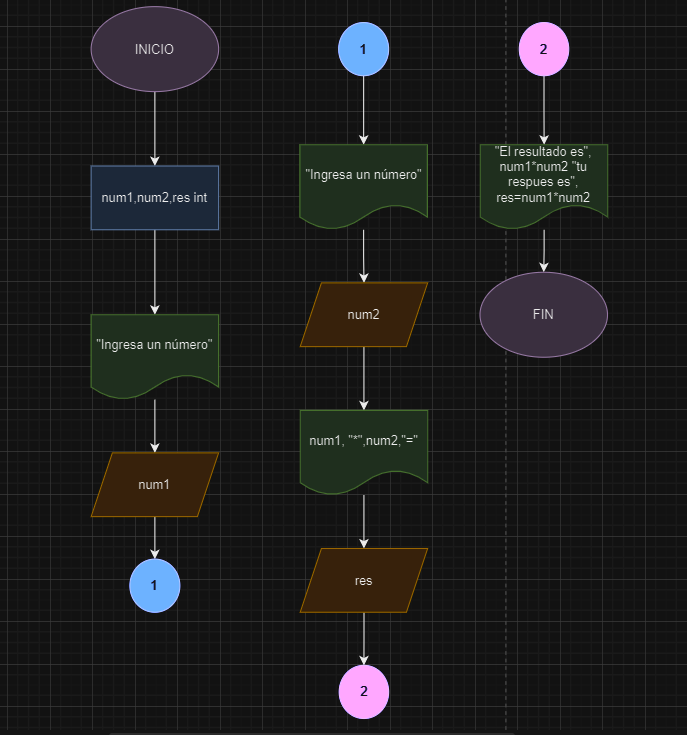 INICIO
num1,num2,res int
"Ingresa un número"
num1
1
1
"Ingresa un número"
num2
num1, "*",num2,"="
res
2
2
"El resultado es",
num1*num2 "tu
respues es",
res=num1*num2
FIN